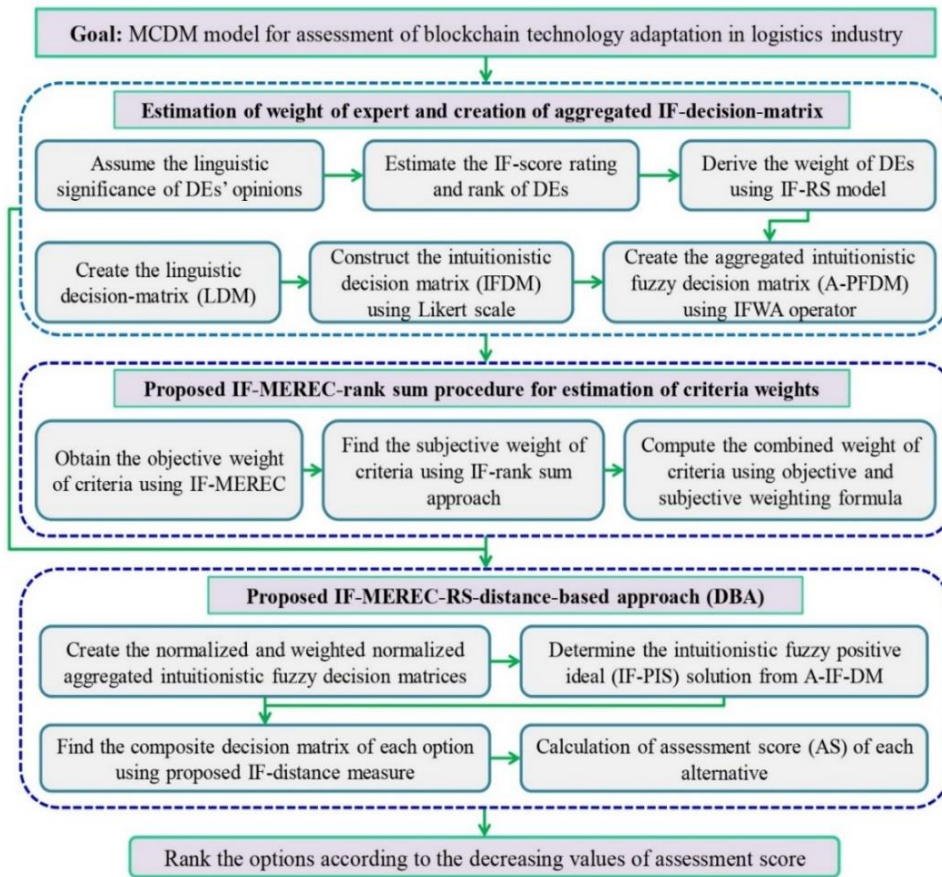 Goal: MCDM model for assessment of blockchain technology adaptation in logistics industry
Estimation of weight of expert and creation of aggregated IF-decision-matrix
Assume the linguistic
significance of DEs' opinions
Estimate the IF-score rating
and rank of DEs
Derive the weight of DEs
using IF-RS model
Create the linguistic
decision-matrix (LDM)
Construct the intuitionistic
decision matrix (IFDM)
using Likert scale
Create the aggregated intuitionistic
fuzzy decision matrix (A-PFDM)
using IFWA operator
Proposed IF-MEREC-rank sum procedure for estimation of criteria weights
Obtain the objective weight
of criteria using IF-MEREC
Find the subjective weight of
criteria using IF-rank sum
approach
Compute the combined weight of
criteria using objective and
subjective weighting formula
Proposed IF-MEREC-RS-distance-based approach (DBA)
Create the normalized and weighted normalized
aggregated intuitionistic fuzzy decision matrices
Determine the intuitionistic fuzzy positive
ideal (IF-PIS) solution from A-IF-DM
Find the composite decision matrix of each option
using proposed IF-distance measure
Calculation of assessment score (AS) of each
alternative
Rank the options according to the decreasing values of assessment score